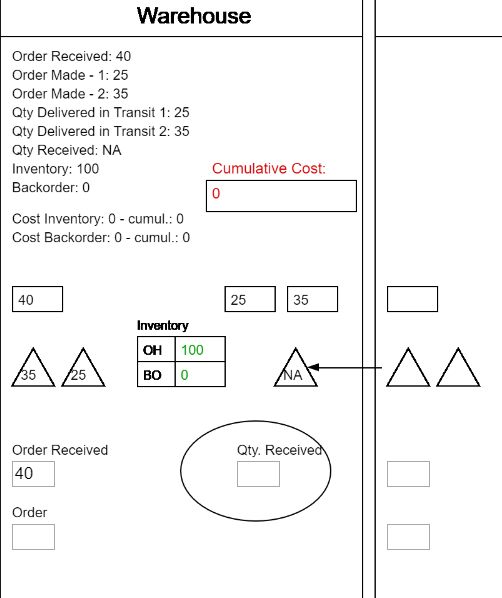 Warehouse
Order Received: 40
Order Made - 1: 25
Order Made - 2: 35
Qty Delivered in Transit 1: 25
Qty Delivered in Transit 2: 35
Qty Received: NA
Inventory: 100
Cumulative Cost:
Backorder: 0
0
Cost Inventory: 0 - cumul.: 0
Cost Backorder: 0 - cumul.: 0
40 25 35
Inventory
OH 100
35 25 NA
BO 0
Order Received Qty. Received
40
Order